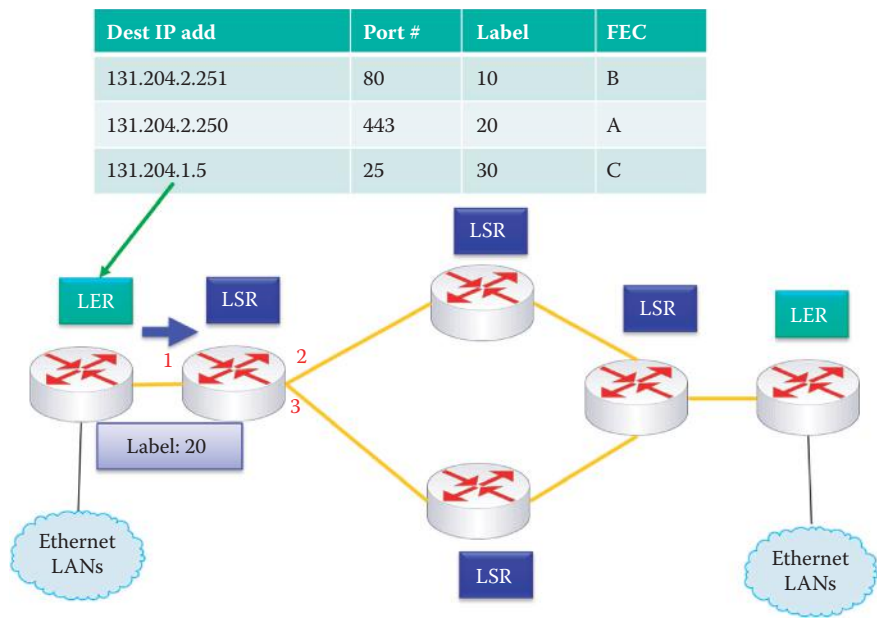 Dest IP add Port # Label FEC
131.204.2.251 80 10 B
131.204.2.250 443 20 A
131.204.1.5 25 30 C
LSR
LER LSR LSR LER
1 2
3
Label: 20
Ethernet
LANs
LSR
Ethernet
LANs